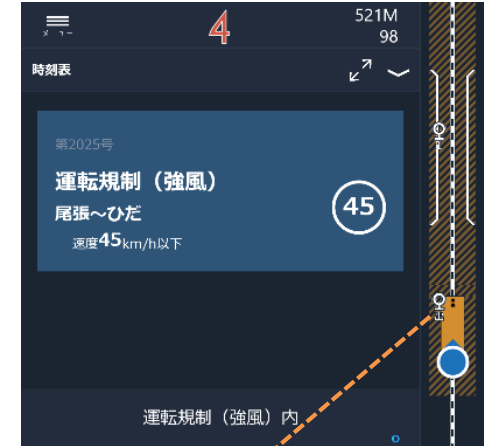 メニュー
4
521M
98
時刻表
第2025号
運転規制（強風）
尾張～ひだ
速度45km/h以下
45
運転規制（強風）内